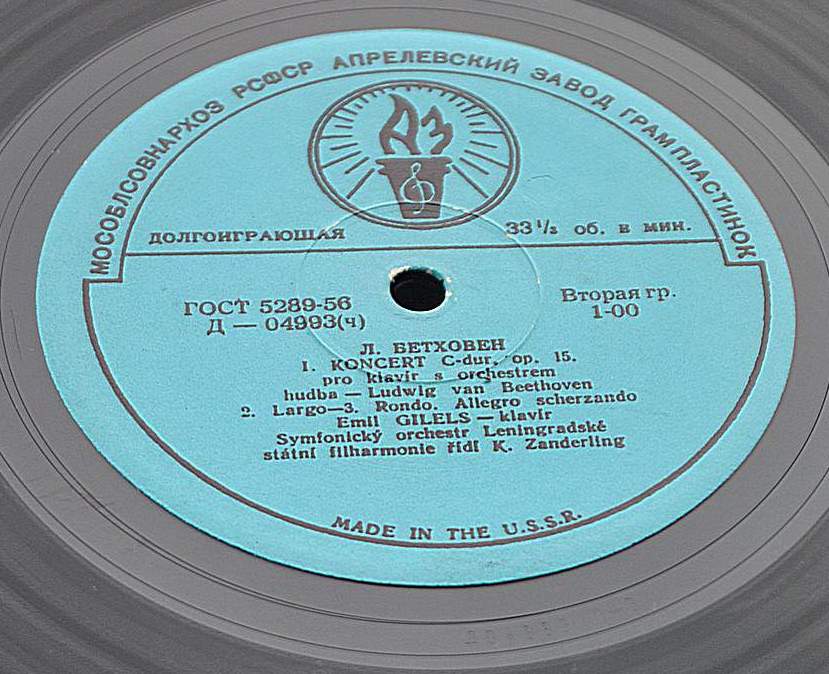 МОСОБЛСОВНАРХОЗ РСФСР АПРЕЛЕВСКИЙ ЗАВОД ГРАМПЛАСТИНОК
АЗ
ДОЛГОИГРАЮЩАЯ
33 1/3 об. в мин.
ГОСТ 5289-56
Д — 04993(ч)
Вторая гр.
1-00
Л. БЕТХОВЕН
1. KONCERT C-dur, op. 15.
pro klavír s orchestrem
hudba — Ludwig van Beethoven
2. Largo—3. Rondo. Allegro scherzando
Emil GILELS — klavír
Symfonický orchestr Leningradské
státní filharmonie řídí K. Zanderling
MADE IN THE U.S.S.R.